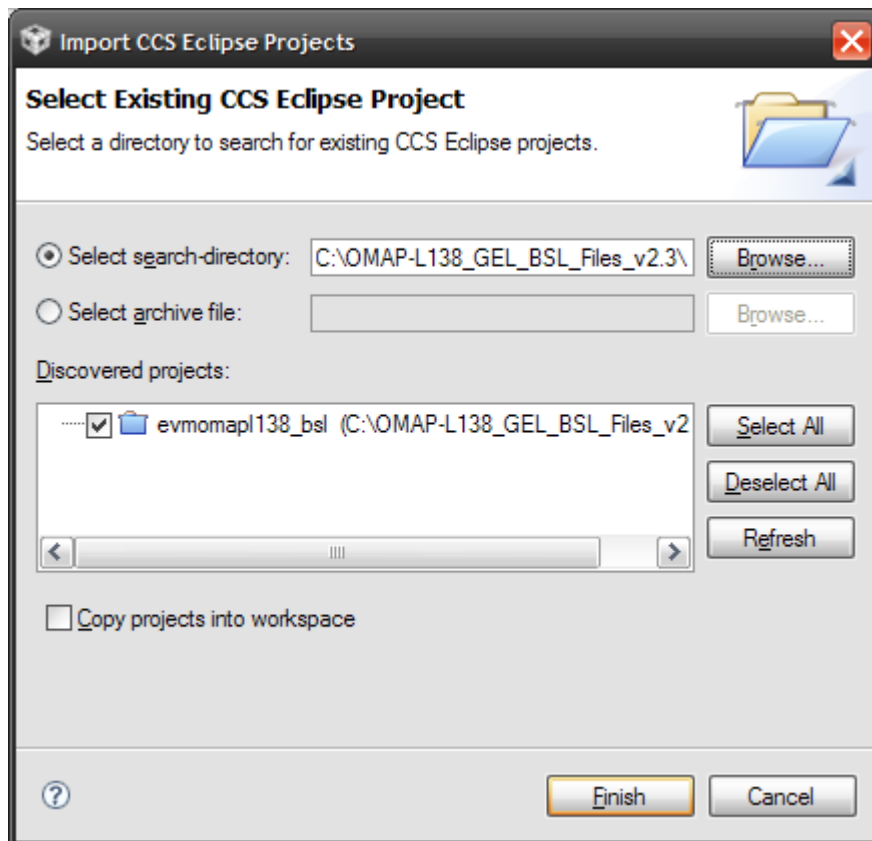 Import CCS Eclipse Projects
Select Existing CCS Eclipse Project
Select a directory to search for existing CCS Eclipse projects.
Select search-directory: C:\OMAP-L138_GEL_BSL_Files_v2.3\ Browse...
Select archive file: Browse...
Discovered projects:
evmomapl138_bsl (C:\OMAP-L138_GEL_BSL_Files_v2
Select All
Deselect All
Refresh
Copy projects into workspace
? Finish Cancel